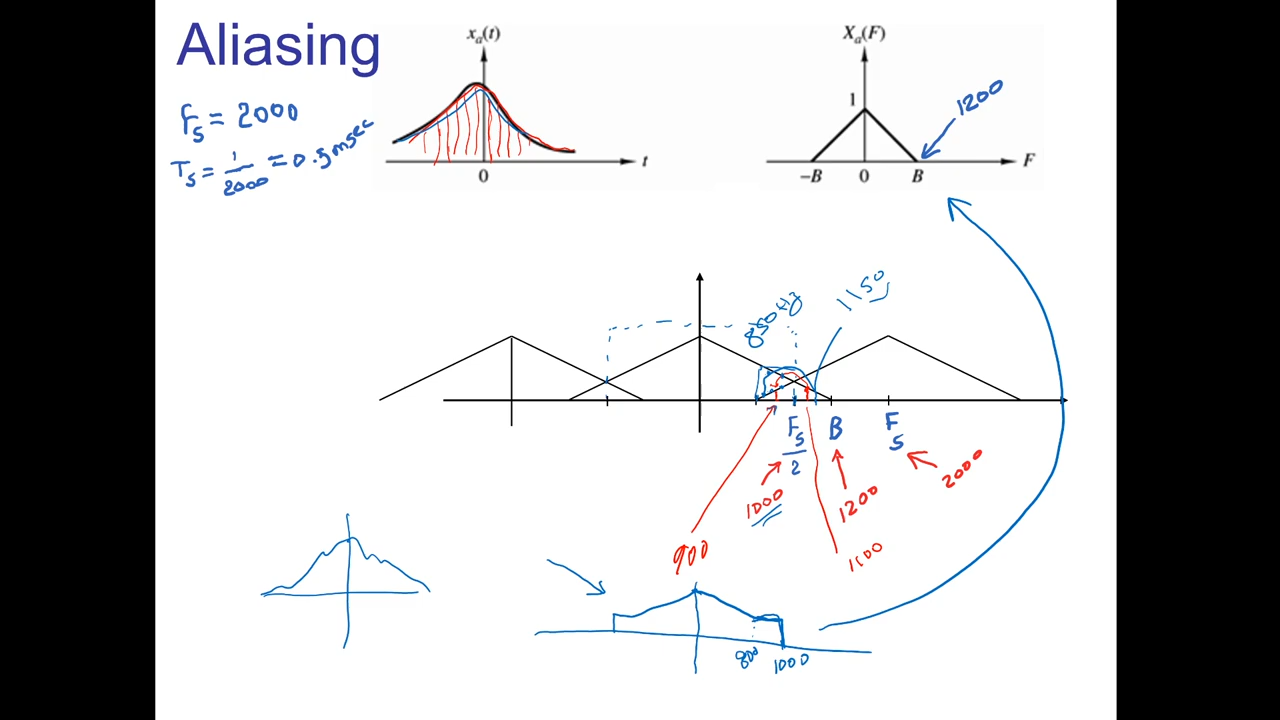 Aliasing
xₐ(t)
Xₐ(F)
Fs = 2000
Ts = 1/2000 = 0.5msec
1
1200
0
t
−B
0
B
F
850Hz
1150
Fs/2
B
Fs
1000
1200
2000
900
1100
800
1000